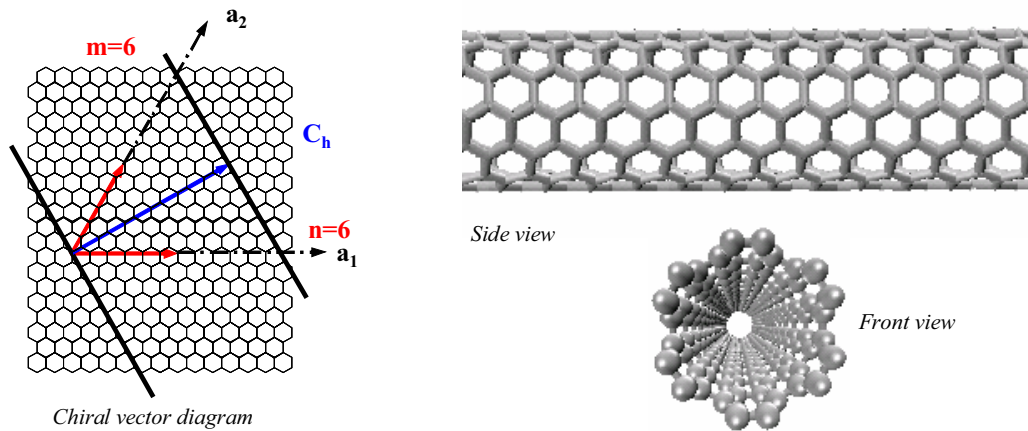 a2
m=6
Ch
n=6
a1
Chiral vector diagram
Side view
Front view